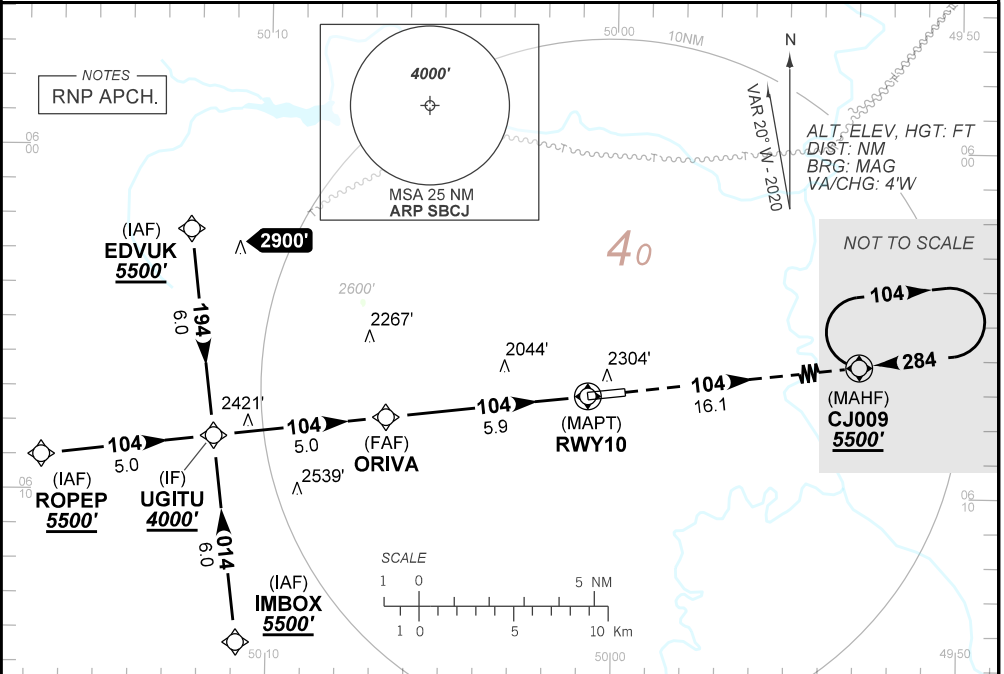 50 10
50 00
10NM
49 50
NOTES
RNP APCH.
4000'
MSA 25 NM
ARP SBCJ
N
VAR 20° W - 2020
ALT, ELEV, HGT: FT
DIST: NM
BRG: MAG
VA/CHG: 4'W
06
00
06
00
(IAF)
EDVUK
5500'
2900'
40
NOT TO SCALE
104
284
(MAHF)
CJ009
5500'
194
6.0
2600'
2267'
2044'
2304'
2421'
104
5.0
104
5.0
104
5.9
104
16.1
(IAF)
ROPEP
5500'
(IF)
UGITU
4000'
(FAF)
ORIVA
(MAPT)
RWY10
2539'
06
10
06
10
014
6.0
(IAF)
IMBOX
5500'
SCALE
1 0 5 NM
1 0 5 10 Km
50 10
50 00
49 50